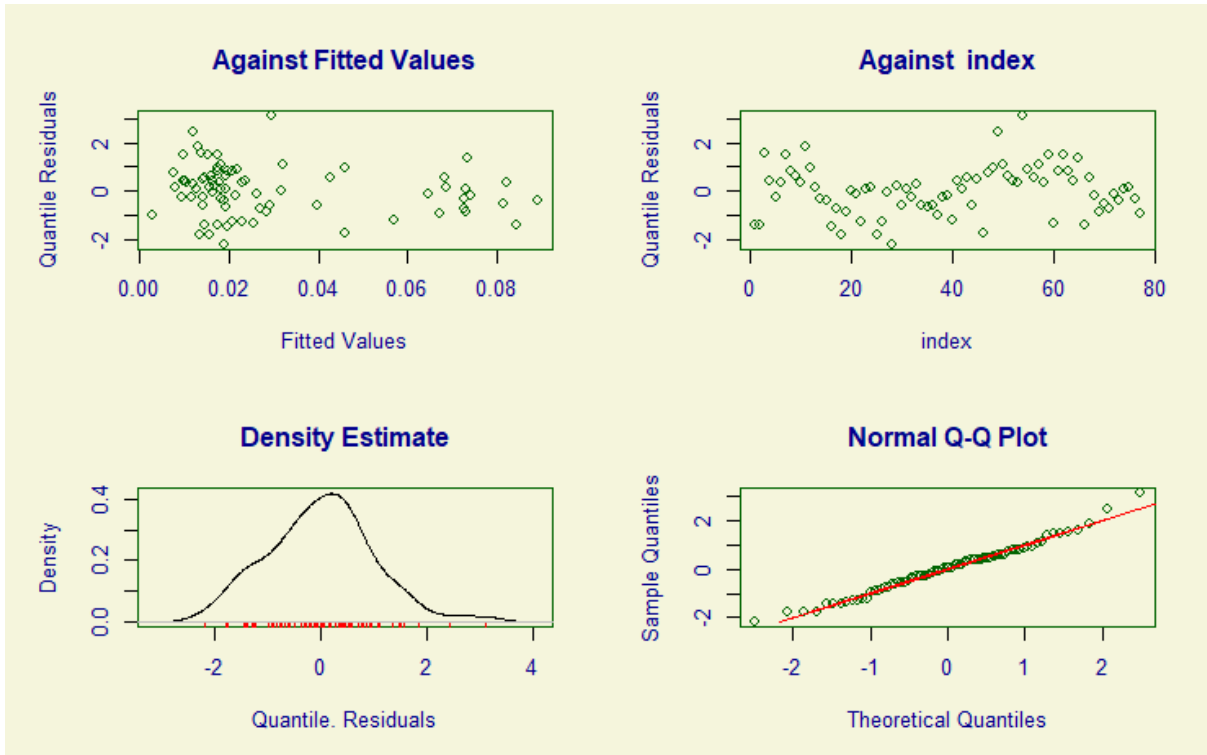 Against Fitted Values
Quantile Residuals
-2 0 2
0.00 0.02 0.04 0.06 0.08
Fitted Values
Against index
Quantile Residuals
-2 0 2
0 20 40 60 80
index
Density Estimate
Density
0.0 0.2 0.4
-2 0 2 4
Quantile. Residuals
Normal Q-Q Plot
Sample Quantiles
-2 0 2
-2 -1 0 1 2
Theoretical Quantiles